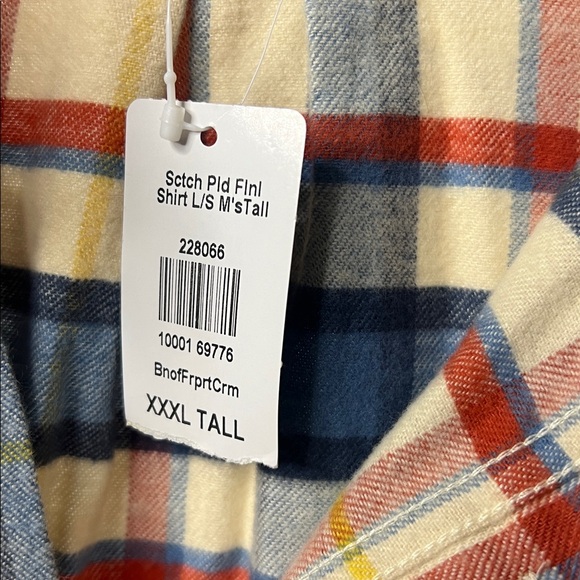 Sctch Pld Flnl
Shirt L/S M'sTall
228066
10001 69776
BnofFrprtCrm
XXXL TALL